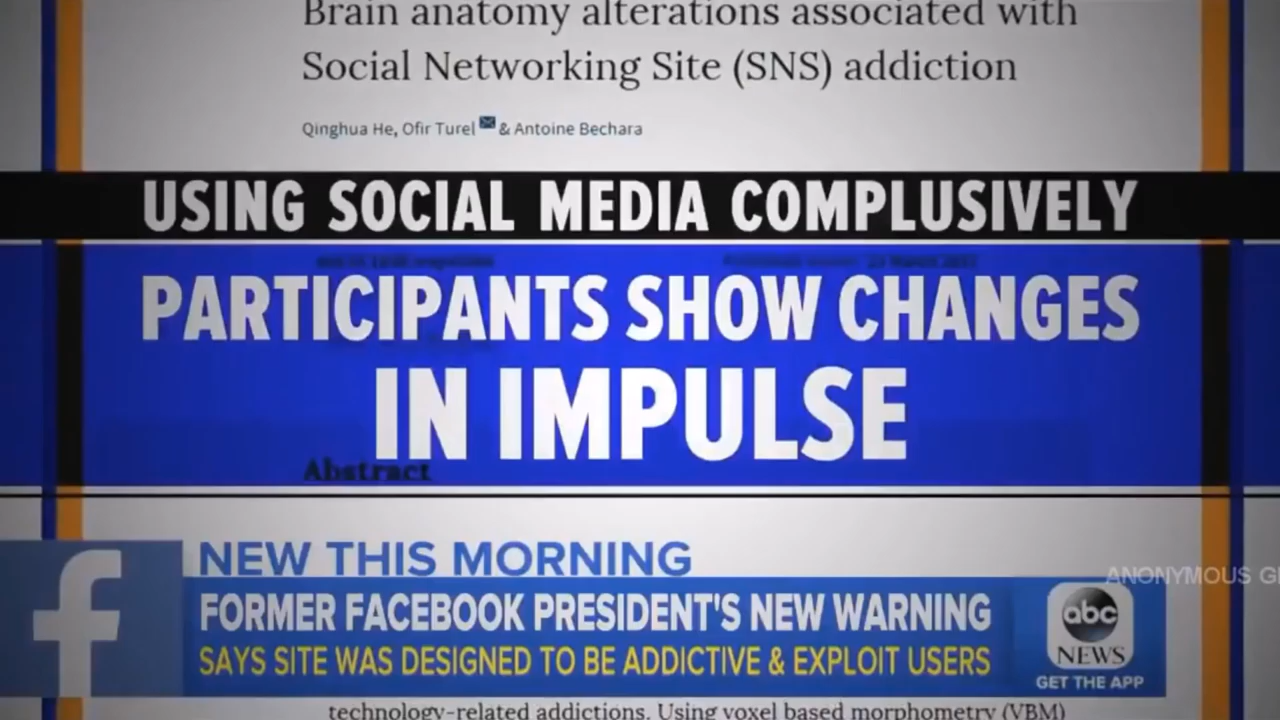 Brain anatomy alterations associated with
Social Networking Site (SNS) addiction
Qinghua He, Ofir Turel & Antoine Bechara
USING SOCIAL MEDIA COMPLUSIVELY
PARTICIPANTS SHOW CHANGES
IN IMPULSE
Abstract
NEW THIS MORNING
FORMER FACEBOOK PRESIDENT'S NEW WARNING
SAYS SITE WAS DESIGNED TO BE ADDICTIVE & EXPLOIT USERS
ANONYMOUS
abc
NEWS
GET THE APP
technology-related addictions. Using voxel based morphometry (VBM)